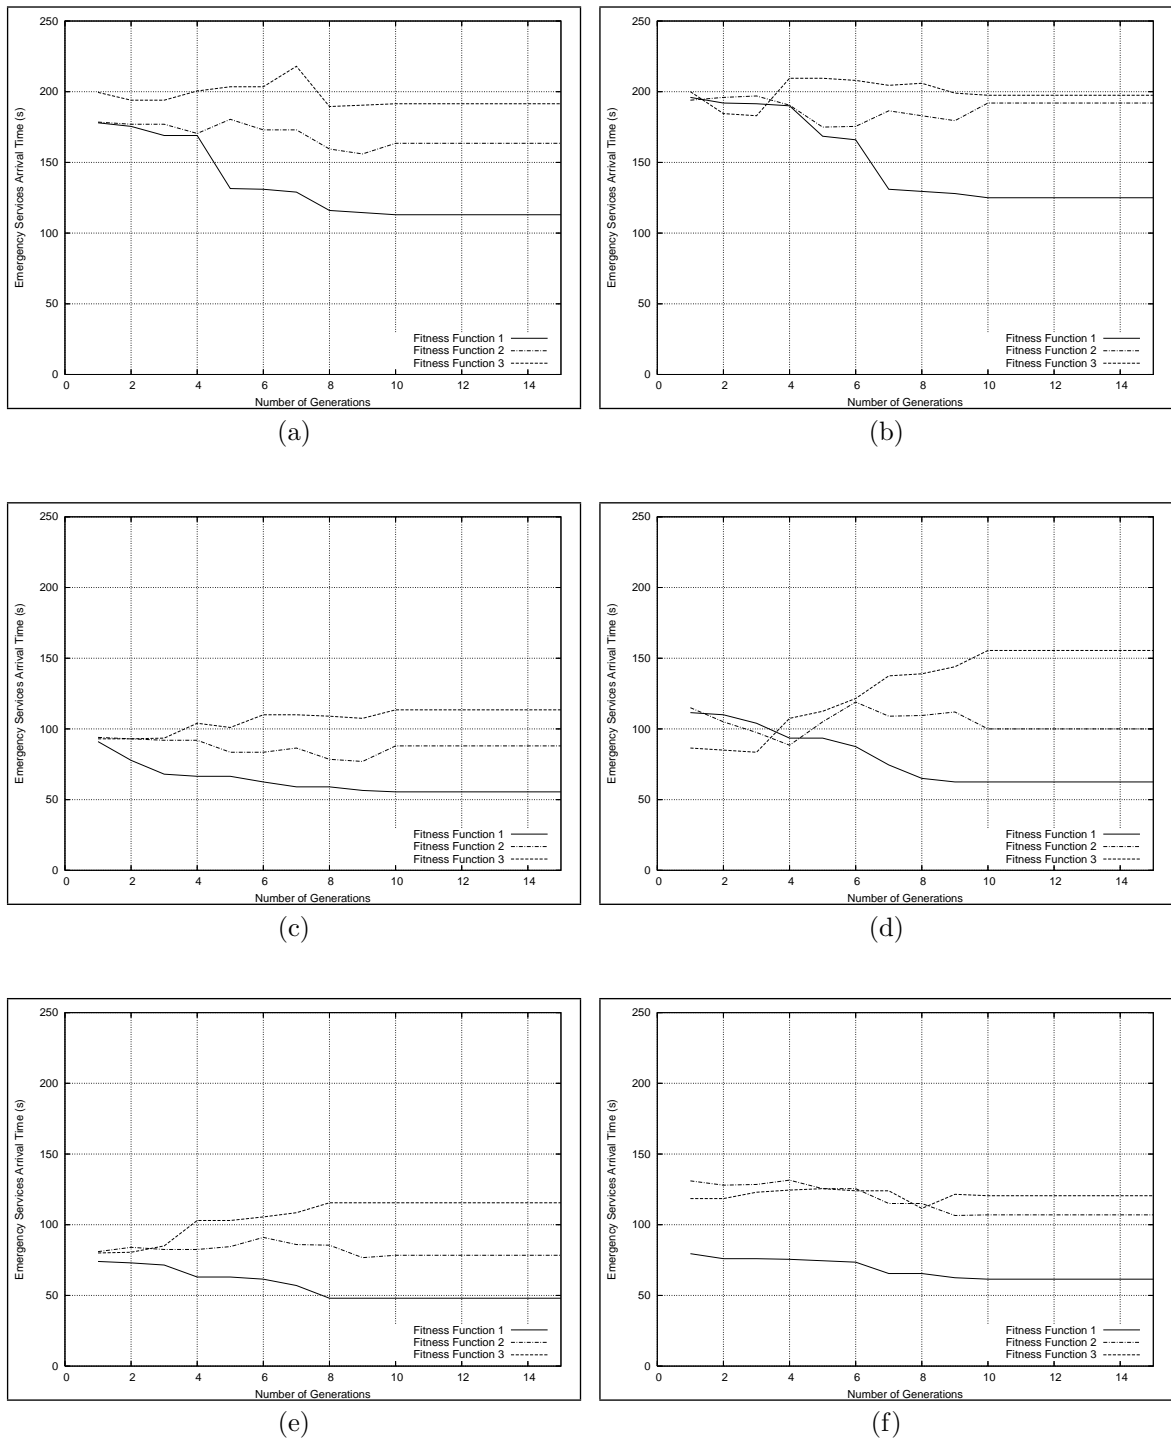 250
200
150
100
50
0
0 2 4 6 8 10 12 14
Emergency Services Arrival Time (s)
Number of Generations
Fitness Function 1
Fitness Function 2
Fitness Function 3
(a)
250
200
150
100
50
0
0 2 4 6 8 10 12 14
Emergency Services Arrival Time (s)
Number of Generations
Fitness Function 1
Fitness Function 2
Fitness Function 3
(b)
250
200
150
100
50
0
0 2 4 6 8 10 12 14
Emergency Services Arrival Time (s)
Number of Generations
Fitness Function 1
Fitness Function 2
Fitness Function 3
(c)
250
200
150
100
50
0
0 2 4 6 8 10 12 14
Emergency Services Arrival Time (s)
Number of Generations
Fitness Function 1
Fitness Function 2
Fitness Function 3
(d)
250
200
150
100
50
0
0 2 4 6 8 10 12 14
Emergency Services Arrival Time (s)
Number of Generations
Fitness Function 1
Fitness Function 2
Fitness Function 3
(e)
250
200
150
100
50
0
0 2 4 6 8 10 12 14
Emergency Services Arrival Time (s)
Number of Generations
Fitness Function 1
Fitness Function 2
Fitness Function 3
(f)